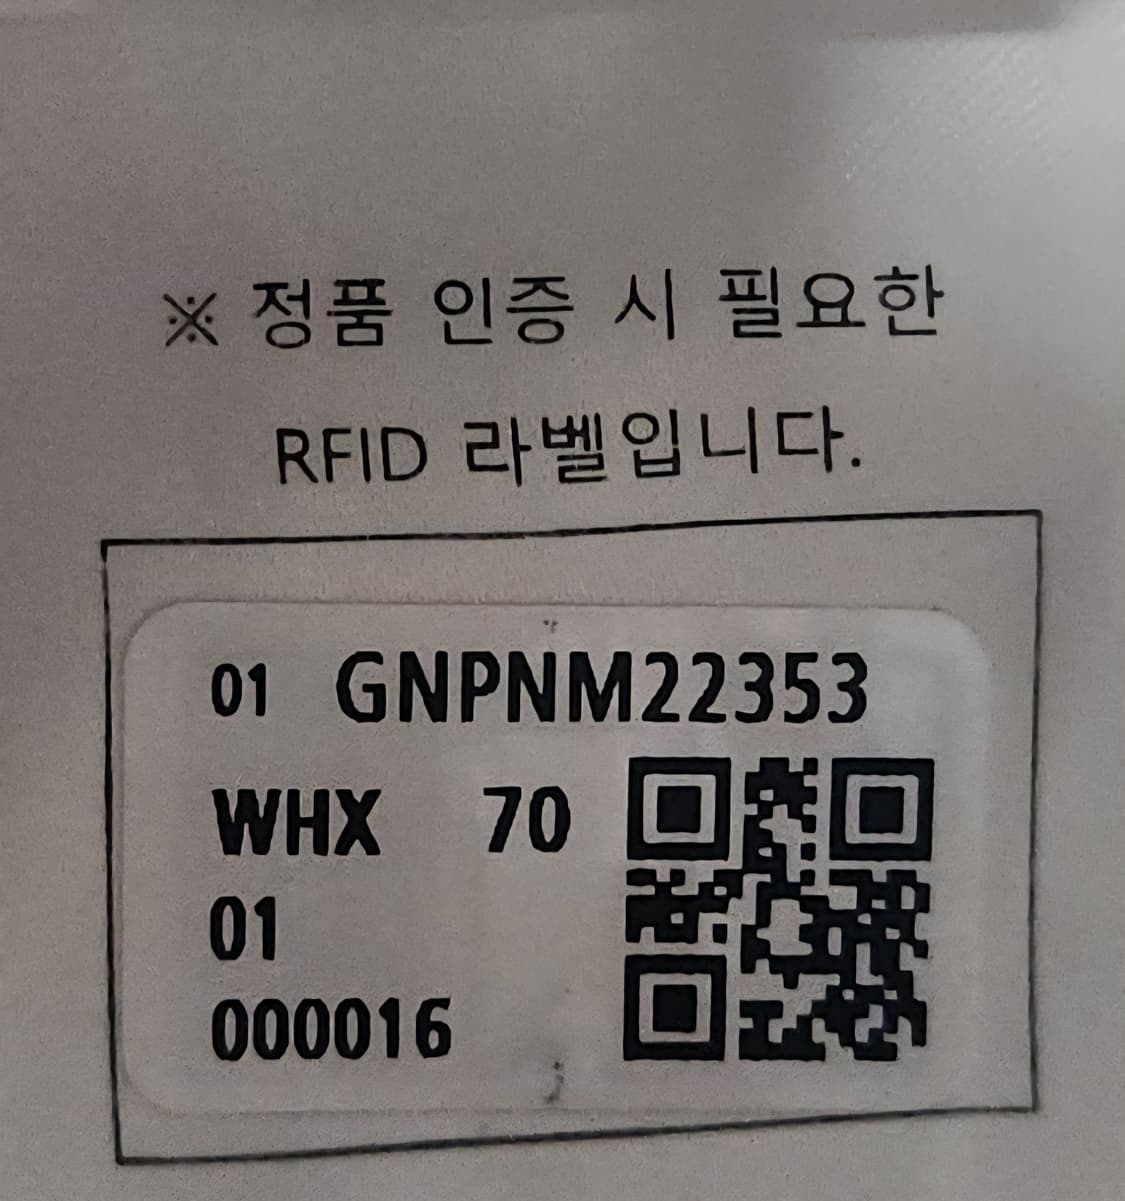 ※ 정품 인증 시 필요한
RFID 라벨입니다.
01 GNPNM22353
WHX 70
01
000016